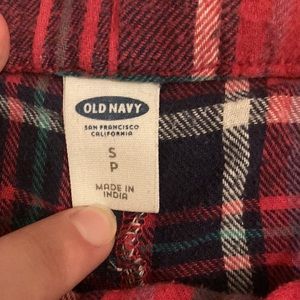 OLD NAVY
SAN FRANCISCO
CALIFORNIA
S
P
MADE IN
INDIA